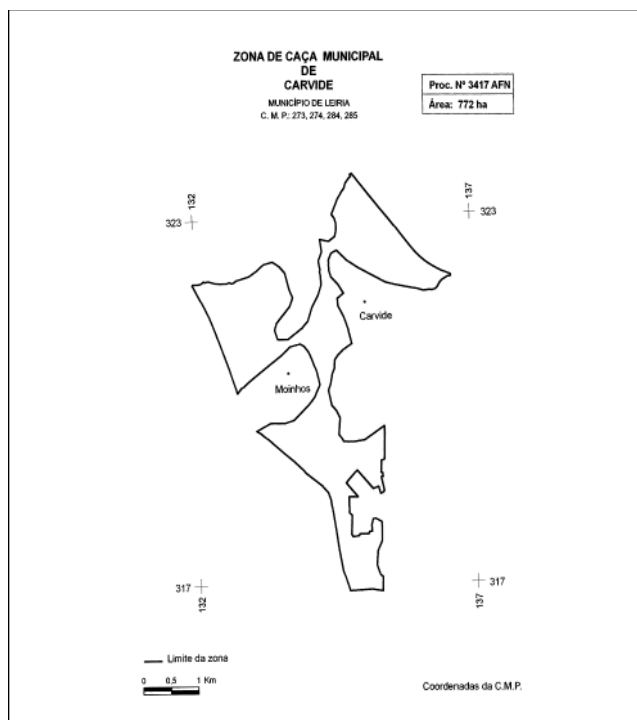 ZONA DE CAÇA MUNICIPAL
DE
CARVIDE
MUNICÍPIO DE LEIRIA
C. M. P.: 273, 274, 284, 285
Proc. Nº 3417 AFN
Área: 772 ha
132
323
137
323
Carvide
Moinhos
317
132
317
137
Limite da zona
0 0,5 1 Km
Coordenadas da C.M.P.